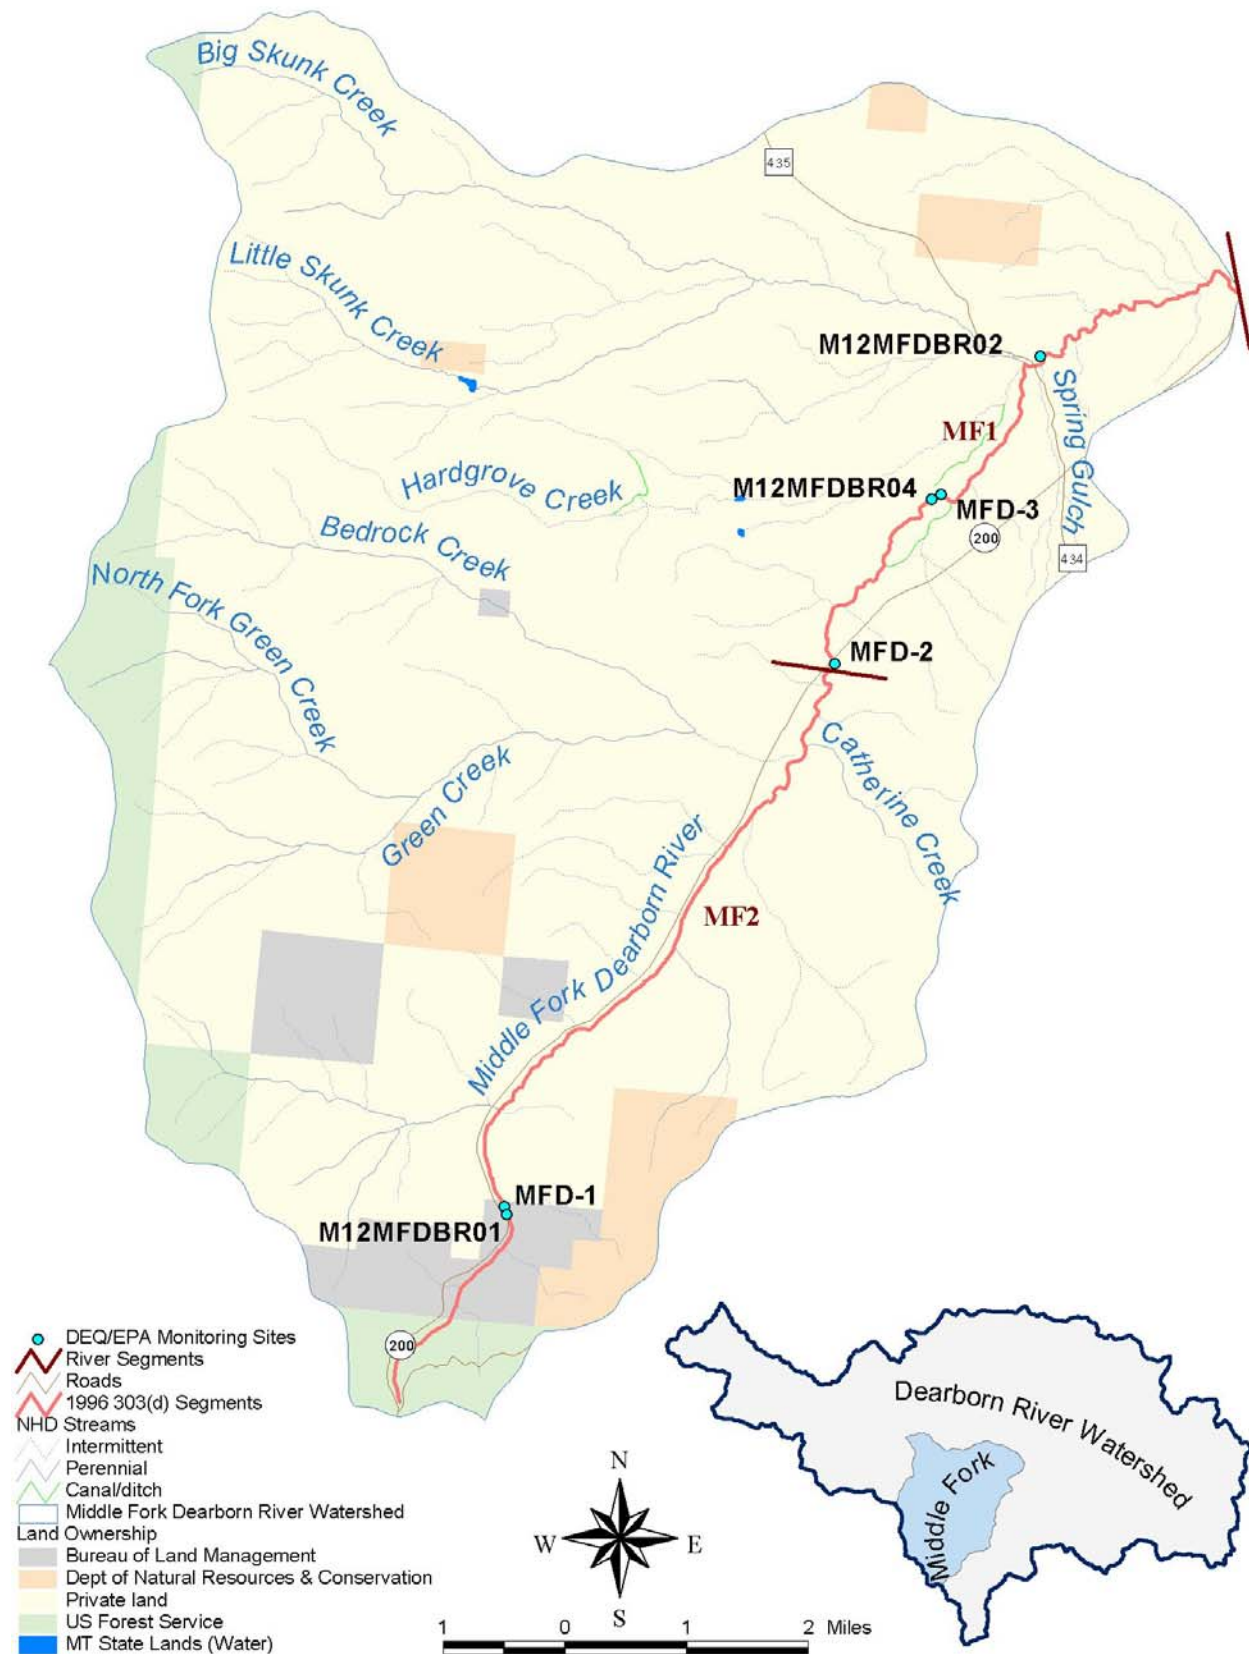 Big Skunk Creek
435
Little Skunk Creek
M12MFDBR02
Spring Gulch
MF1
Hardgrove Creek
M12MFDBR04
MFD-3
Bedrock Creek
200
434
North Fork Green Creek
MFD-2
Catherine Creek
Green Creek
Middle Fork Dearborn River
MF2
MFD-1
M12MFDBR01
200
DEQ/EPA Monitoring Sites
River Segments
Roads
1996 303(d) Segments
NHD Streams
Intermittent
Perennial
Canal/ditch
Middle Fork Dearborn River Watershed
Land Ownership
Bureau of Land Management
Dept of Natural Resources & Conservation
Private land
US Forest Service
MT State Lands (Water)
N
W
E
S
1 0 1 2 Miles
Dearborn River Watershed
Middle Fork